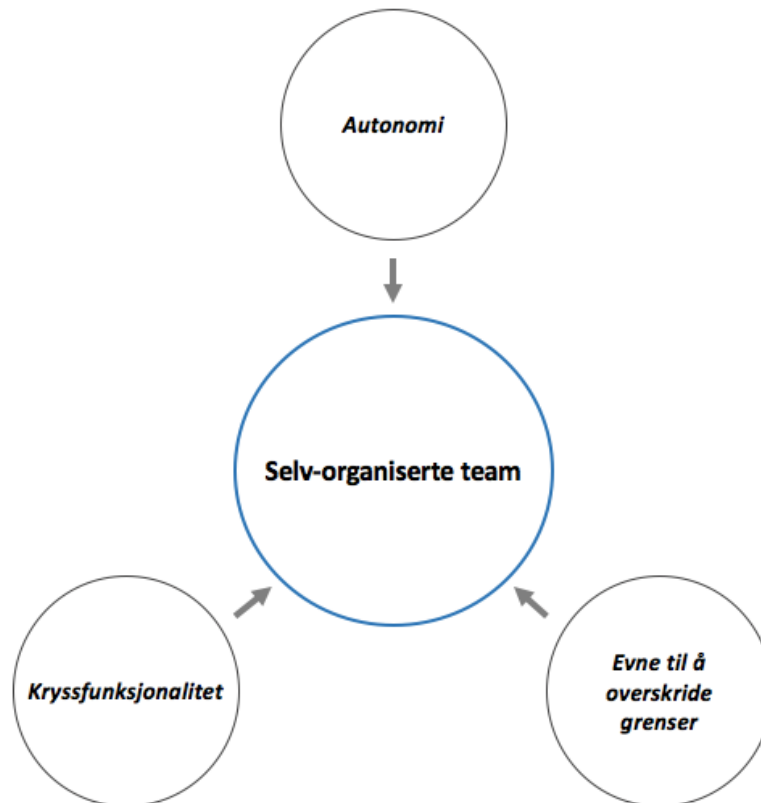 Autonomi
Selv-organiserte team
Kryssfunksjonalitet
Evne til å
overskride
grenser